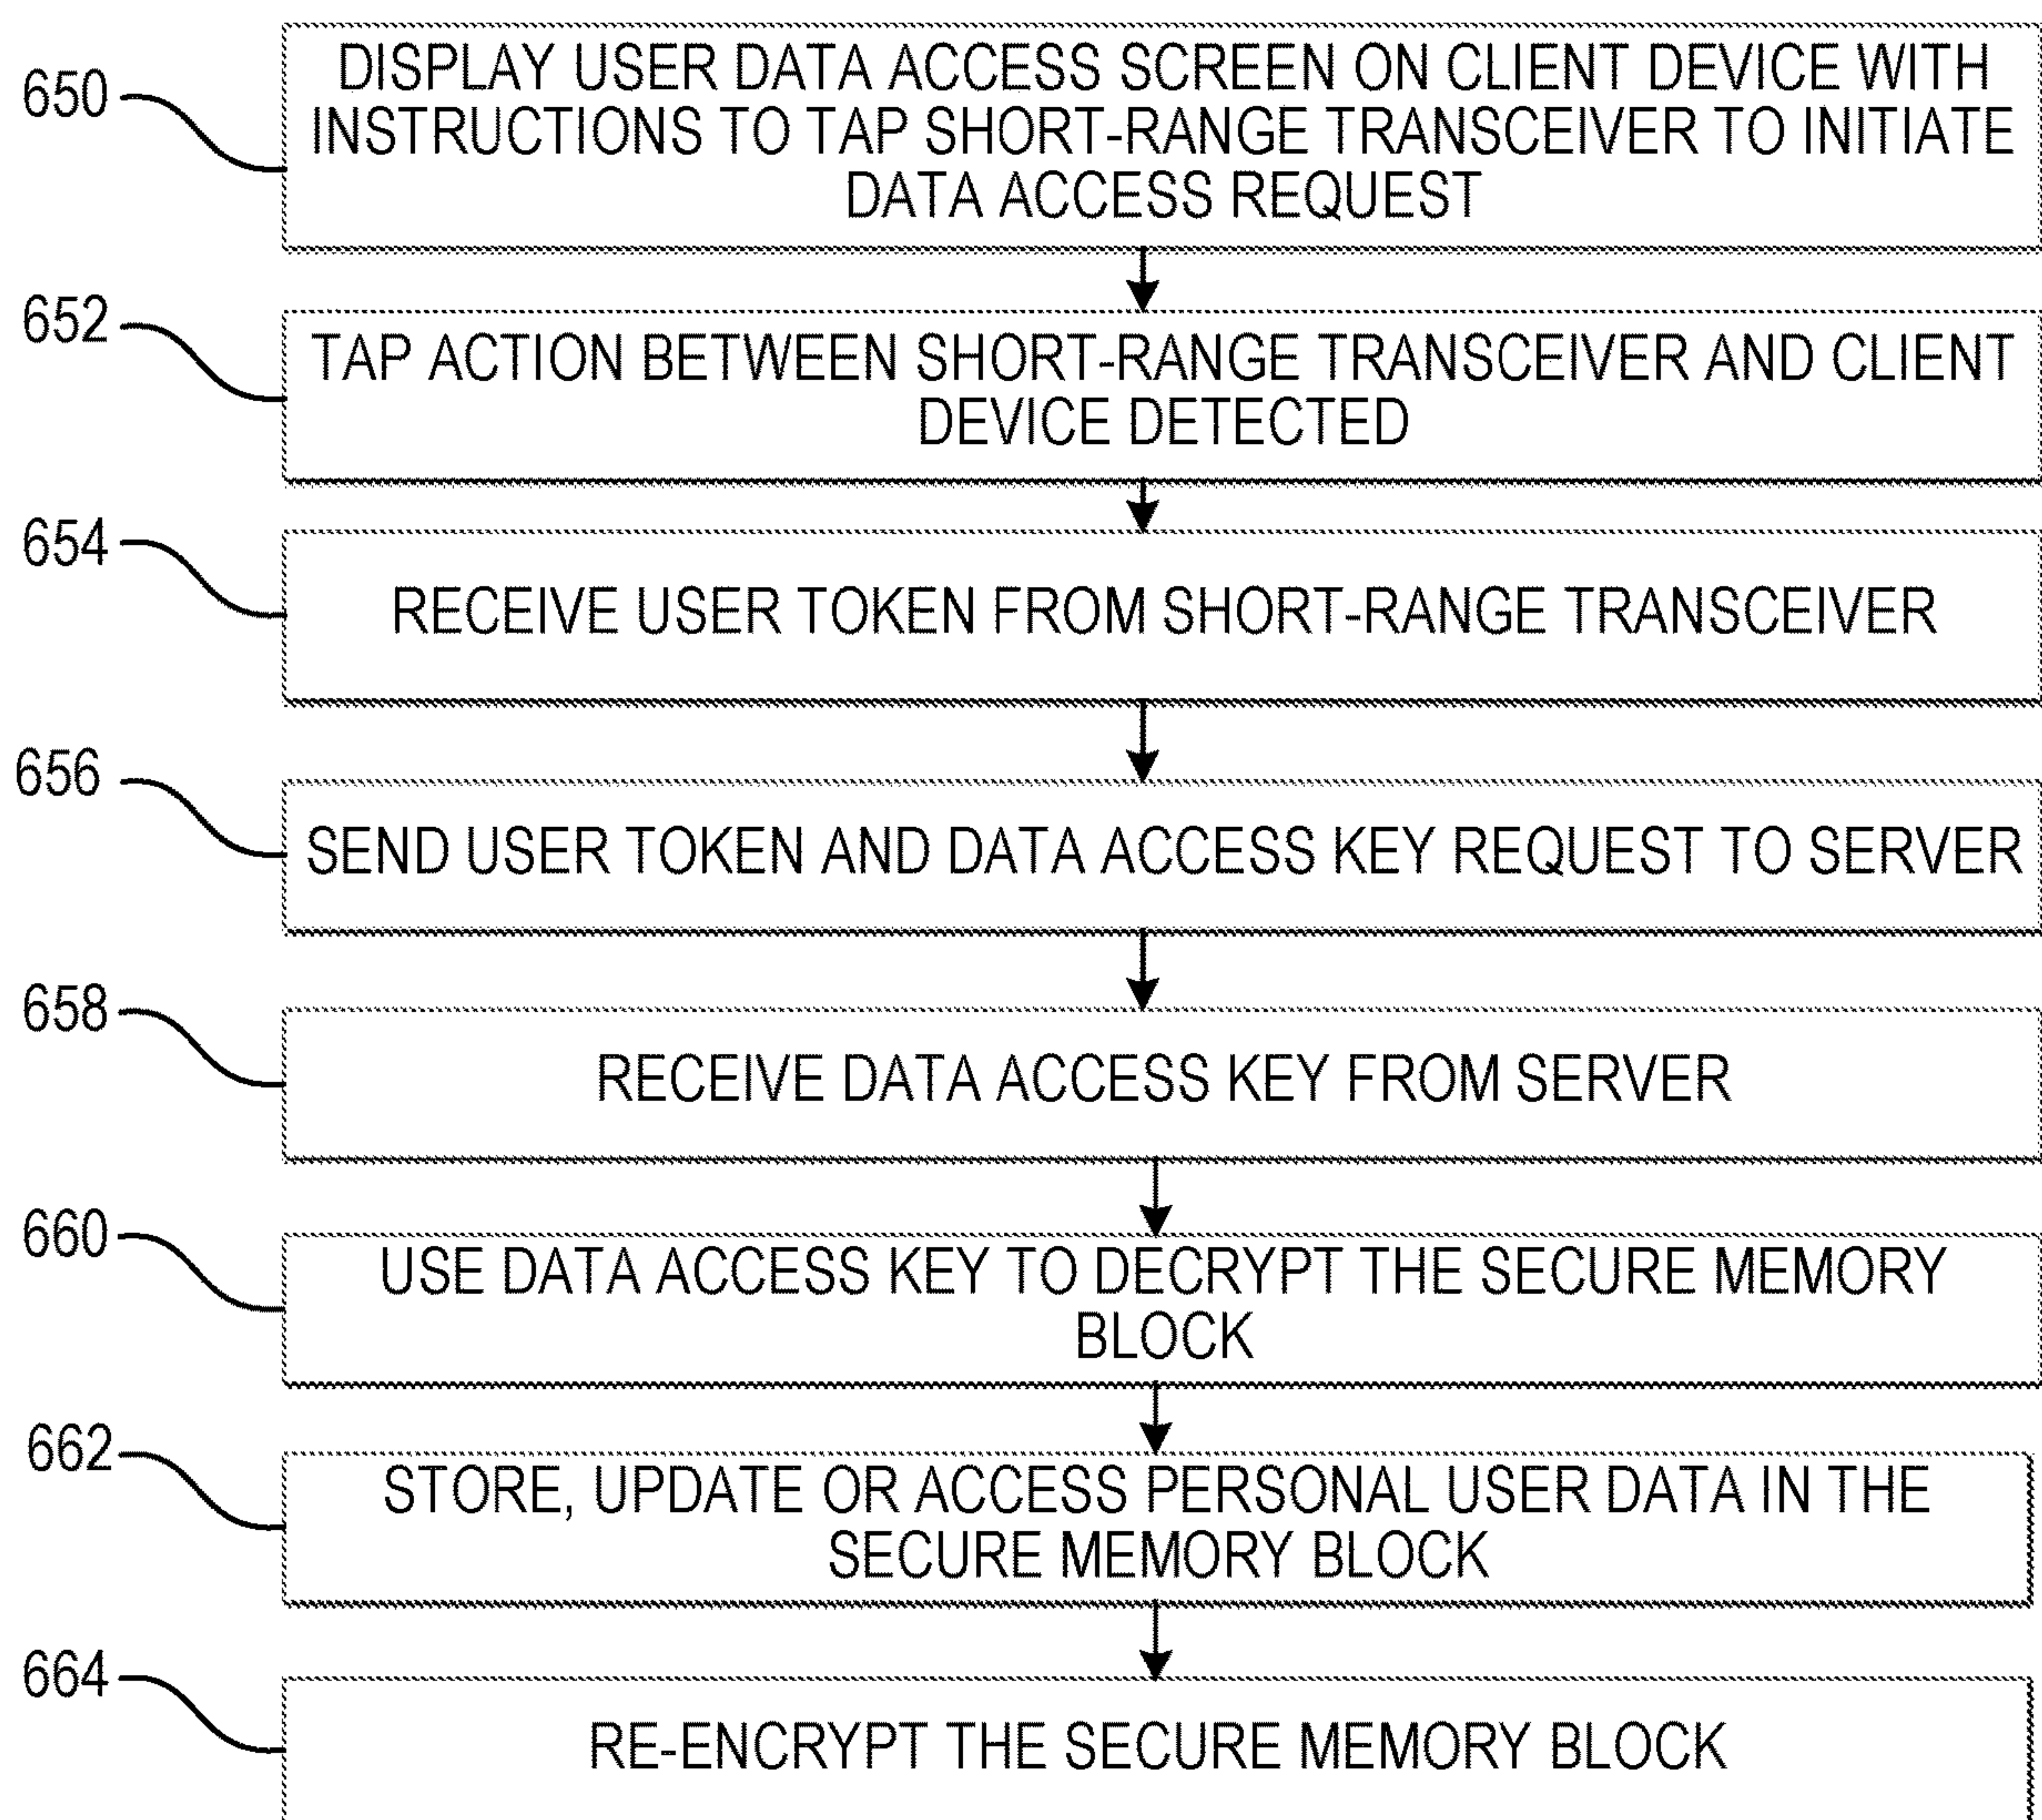 650
DISPLAY USER DATA ACCESS SCREEN ON CLIENT DEVICE WITH
INSTRUCTIONS TO TAP SHORT-RANGE TRANSCEIVER TO INITIATE
DATA ACCESS REQUEST
652
TAP ACTION BETWEEN SHORT-RANGE TRANSCEIVER AND CLIENT
DEVICE DETECTED
654
RECEIVE USER TOKEN FROM SHORT-RANGE TRANSCEIVER
656
SEND USER TOKEN AND DATA ACCESS KEY REQUEST TO SERVER
658
RECEIVE DATA ACCESS KEY FROM SERVER
660
USE DATA ACCESS KEY TO DECRYPT THE SECURE MEMORY
BLOCK
662
STORE, UPDATE OR ACCESS PERSONAL USER DATA IN THE
SECURE MEMORY BLOCK
664
RE-ENCRYPT THE SECURE MEMORY BLOCK